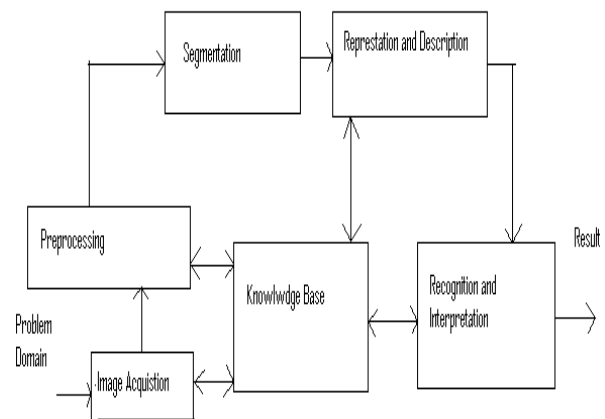 Segmentation
Represtation and Description
Preprocessing
Knowlwdge Base
Recognition and
Interpretation
Result
Problem
Domain
Image Acquistion